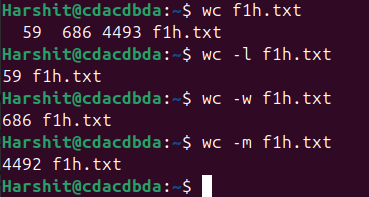 Harshit@cdacdbda:~$ wc f1h.txt
  59  686 4493 f1h.txt
Harshit@cdacdbda:~$ wc -l f1h.txt
59 f1h.txt
Harshit@cdacdbda:~$ wc -w f1h.txt
686 f1h.txt
Harshit@cdacdbda:~$ wc -m f1h.txt
4492 f1h.txt
Harshit@cdacdbda:~$